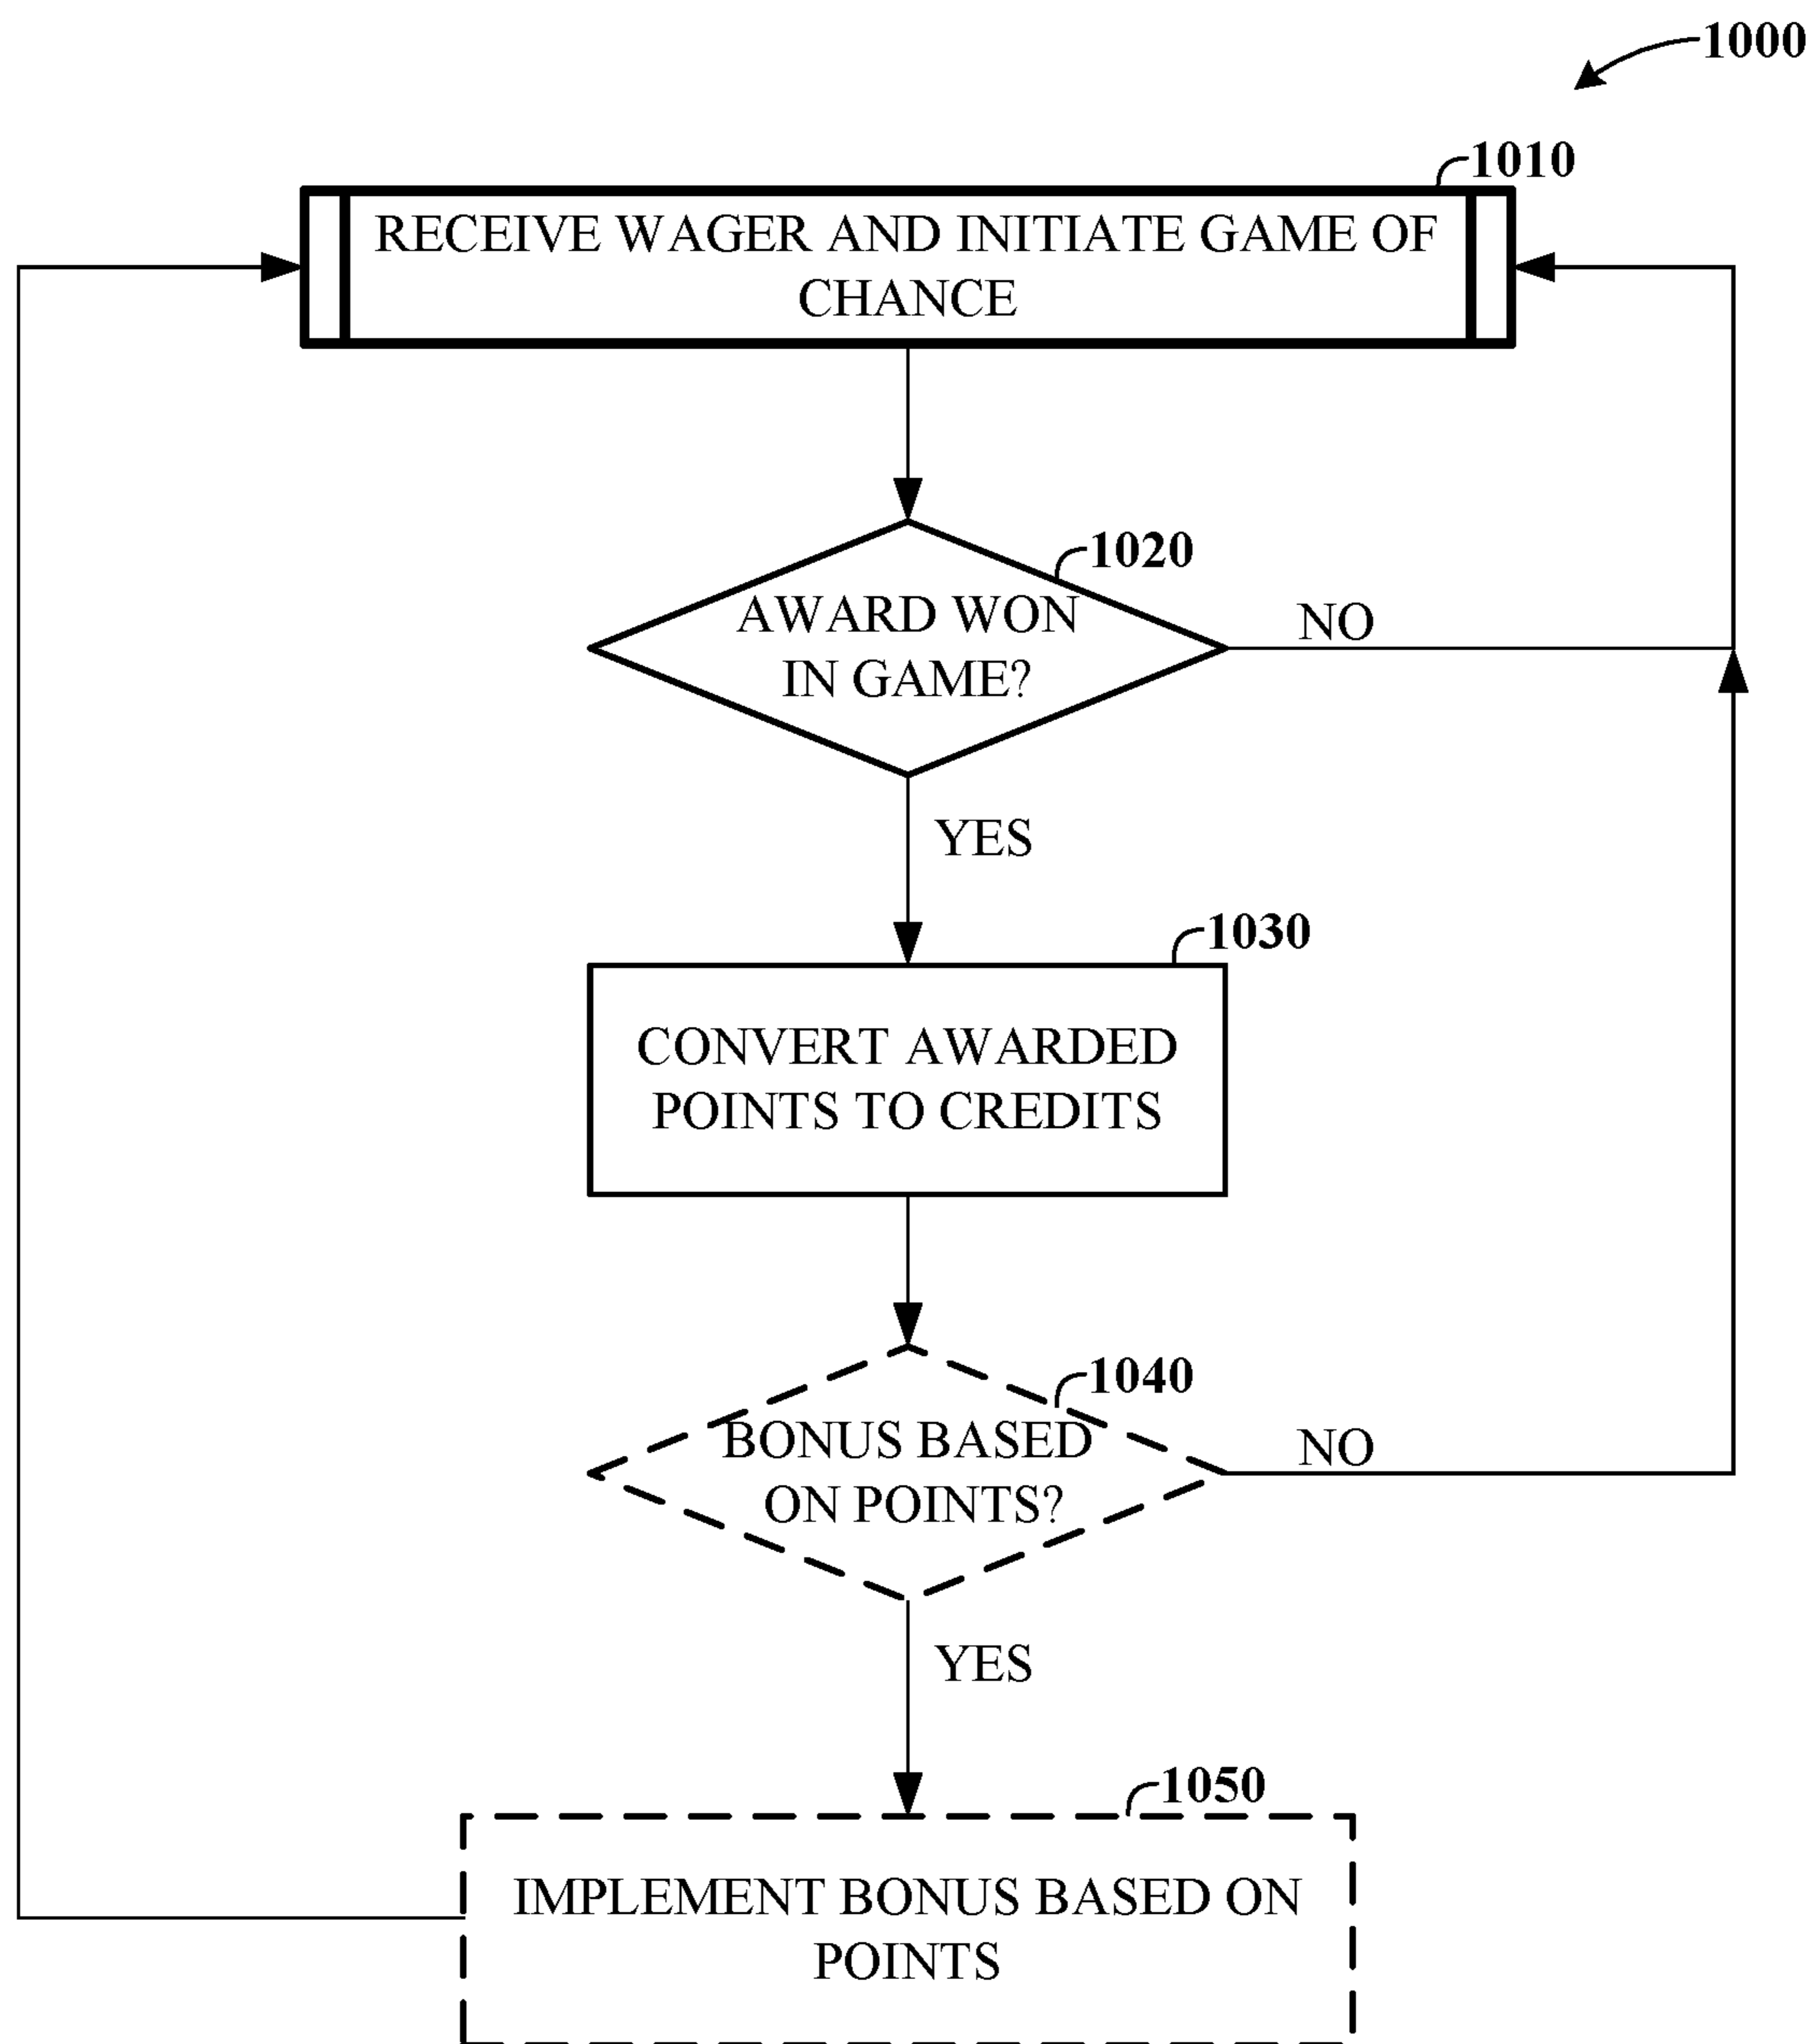 1000
1010
RECEIVE WAGER AND INITIATE GAME OF
CHANCE
1020
AWARD WON
IN GAME?
NO
YES
1030
CONVERT AWARDED
POINTS TO CREDITS
1040
BONUS BASED
ON POINTS?
NO
YES
1050
IMPLEMENT BONUS BASED ON
POINTS